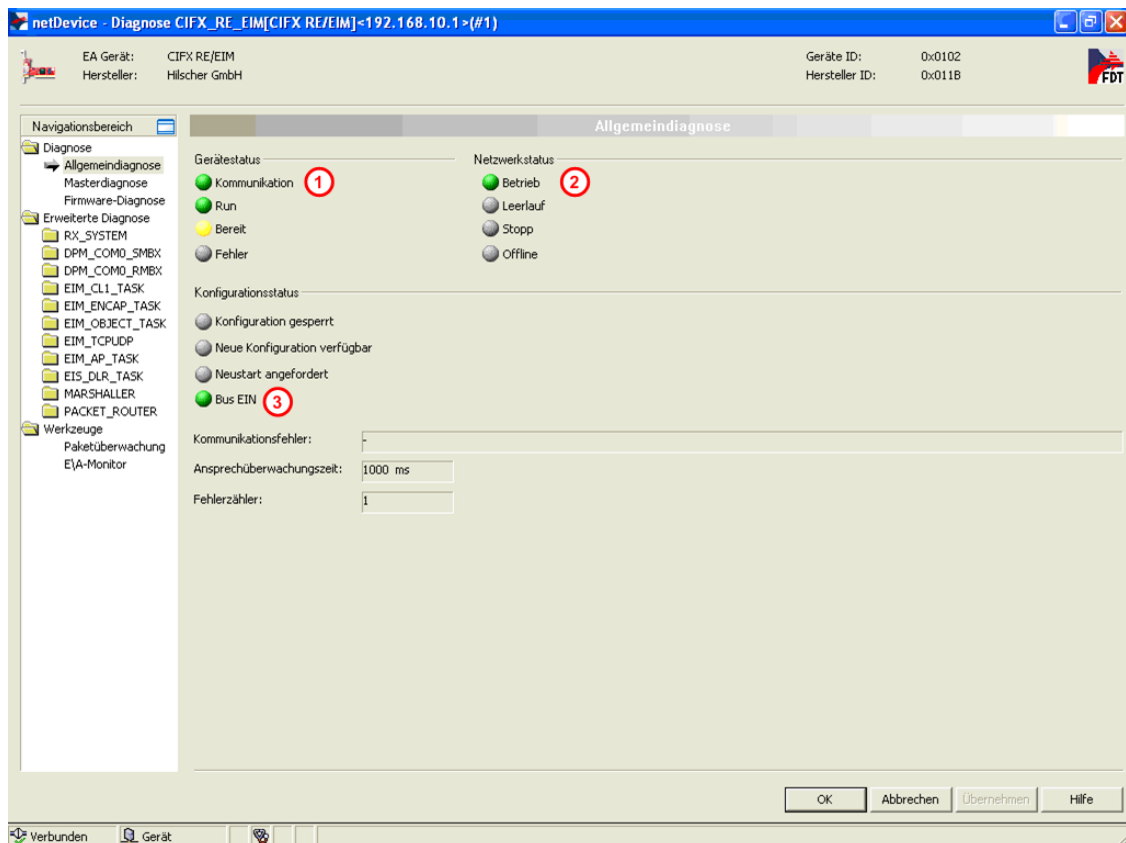 netDevice - Diagnose CIFX_RE_EIM[CIFX RE/EIM]<192.168.10.1>(#1)
EA Gerät: CIFX RE/EIM
Hersteller: Hilscher GmbH
Geräte ID: 0x0102
Hersteller ID: 0x011B
FDT
Navigationsbereich
Diagnose
Allgemeindiagnose
Masterdiagnose
Firmware-Diagnose
Erweiterte Diagnose
RX_SYSTEM
DPM_COM0_SMBX
DPM_COM0_RMBX
EIM_CL1_TASK
EIM_ENCAP_TASK
EIM_OBJECT_TASK
EIM_TCPUDP
EIM_AP_TASK
EIS_DLR_TASK
MARSHALLER
PACKET_ROUTER
Werkzeuge
Paketüberwachung
E\A-Monitor
Allgemeindiagnose
Gerätestatus
Kommunikation 1
Run
Bereit
Fehler
Netzwerkstatus
Betrieb 2
Leerlauf
Stopp
Offline
Konfigurationsstatus
Konfiguration gesperrt
Neue Konfiguration verfügbar
Neustart angefordert
Bus EIN 3
Kommunikationsfehler: -
Ansprechüberwachungszeit: 1000 ms
Fehlerzähler: 1
OK Abbrechen Übernehmen Hilfe
Verbunden Gerät